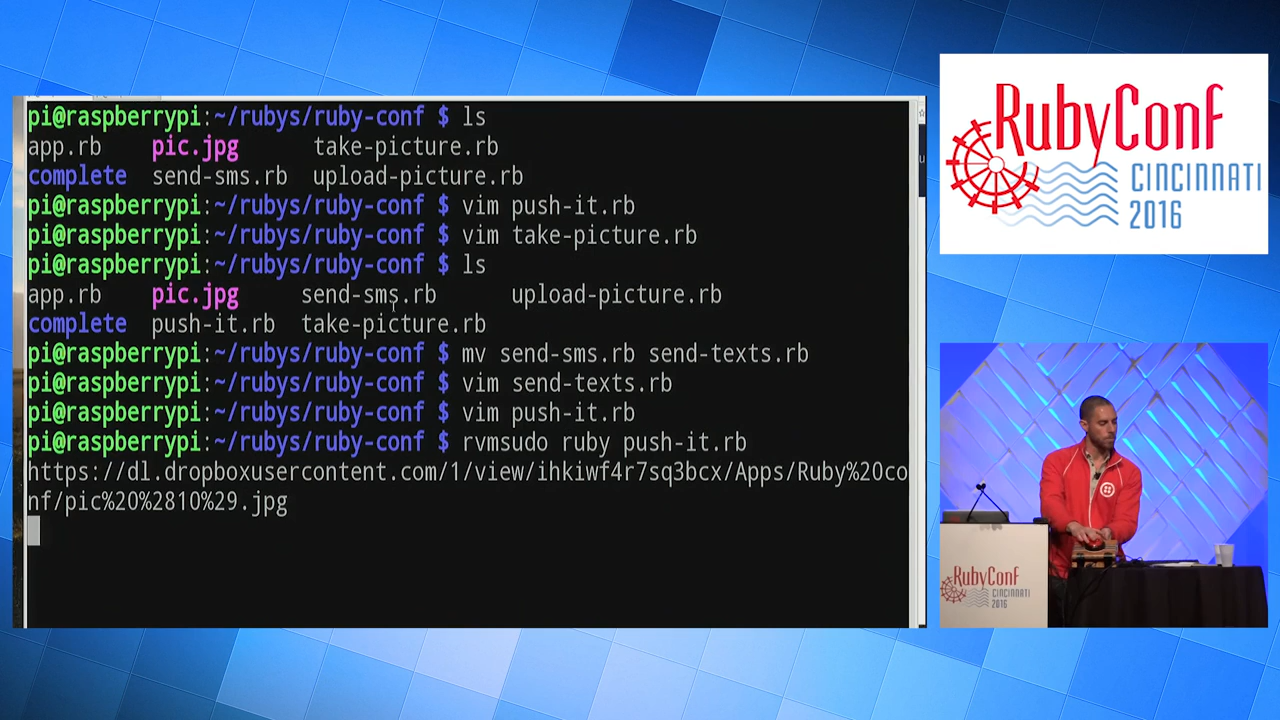 pi@raspberrypi:~/rubys/ruby-conf $ ls
app.rb pic.jpg take-picture.rb
complete send-sms.rb upload-picture.rb
pi@raspberrypi:~/rubys/ruby-conf $ vim push-it.rb
pi@raspberrypi:~/rubys/ruby-conf $ vim take-picture.rb
pi@raspberrypi:~/rubys/ruby-conf $ ls
app.rb pic.jpg send-sms.rb upload-picture.rb
complete push-it.rb take-picture.rb
pi@raspberrypi:~/rubys/ruby-conf $ mv send-sms.rb send-texts.rb
pi@raspberrypi:~/rubys/ruby-conf $ vim send-texts.rb
pi@raspberrypi:~/rubys/ruby-conf $ vim push-it.rb
pi@raspberrypi:~/rubys/ruby-conf $ rvmsudo ruby push-it.rb
https://dl.dropboxusercontent.com/1/view/ihkiwf4r7sq3bcx/Apps/Ruby%20co
nf/pic%20%2810%29.jpg
RubyConf
CINCINNATI
2016
RubyConf
CINCINNATI
2016